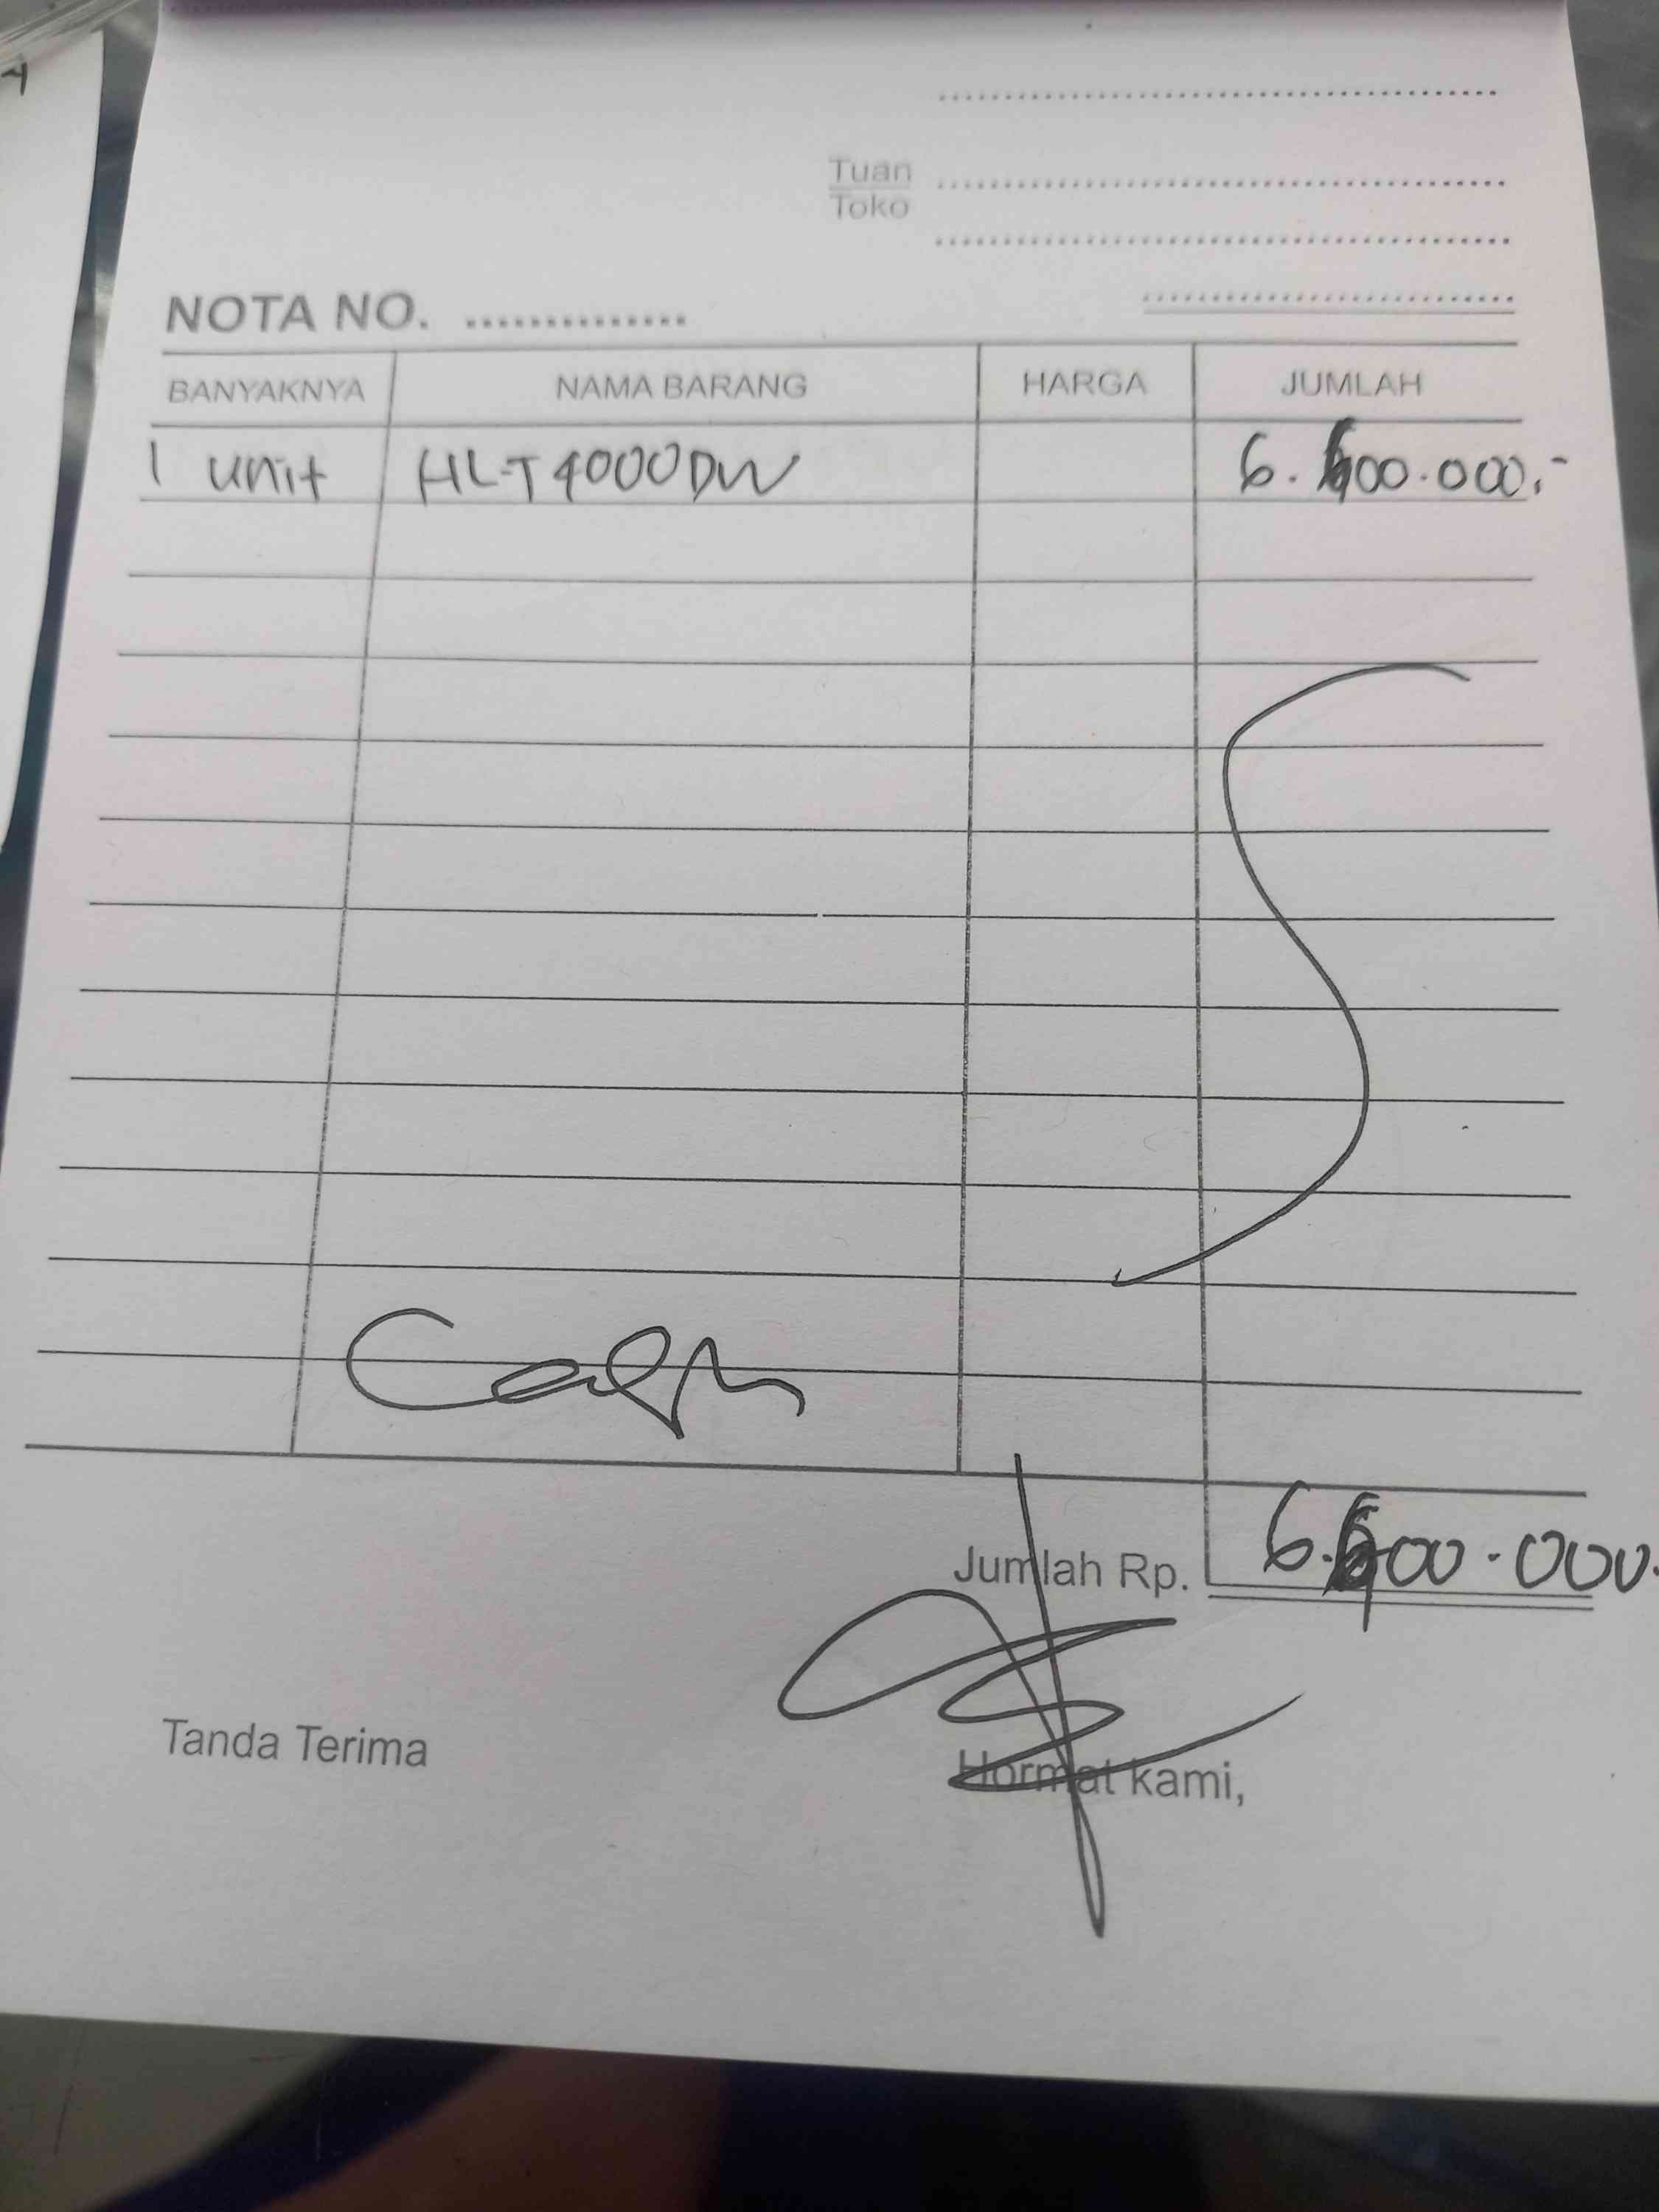 Tuan
Toko
NOTA NO. ..............
BANYAKNYA NAMA BARANG HARGA JUMLAH
1 unit HL-T4000DW
Cash
Jumlah Rp.
Tanda Terima Hormat kami,